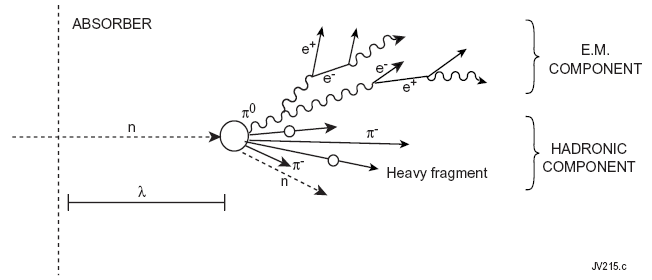 ABSORBER
e+
e-
e-
e+
E.M.
COMPONENT
π0
n
π-
HADRONIC
COMPONENT
π-
n
Heavy fragment
λ
JV215.c